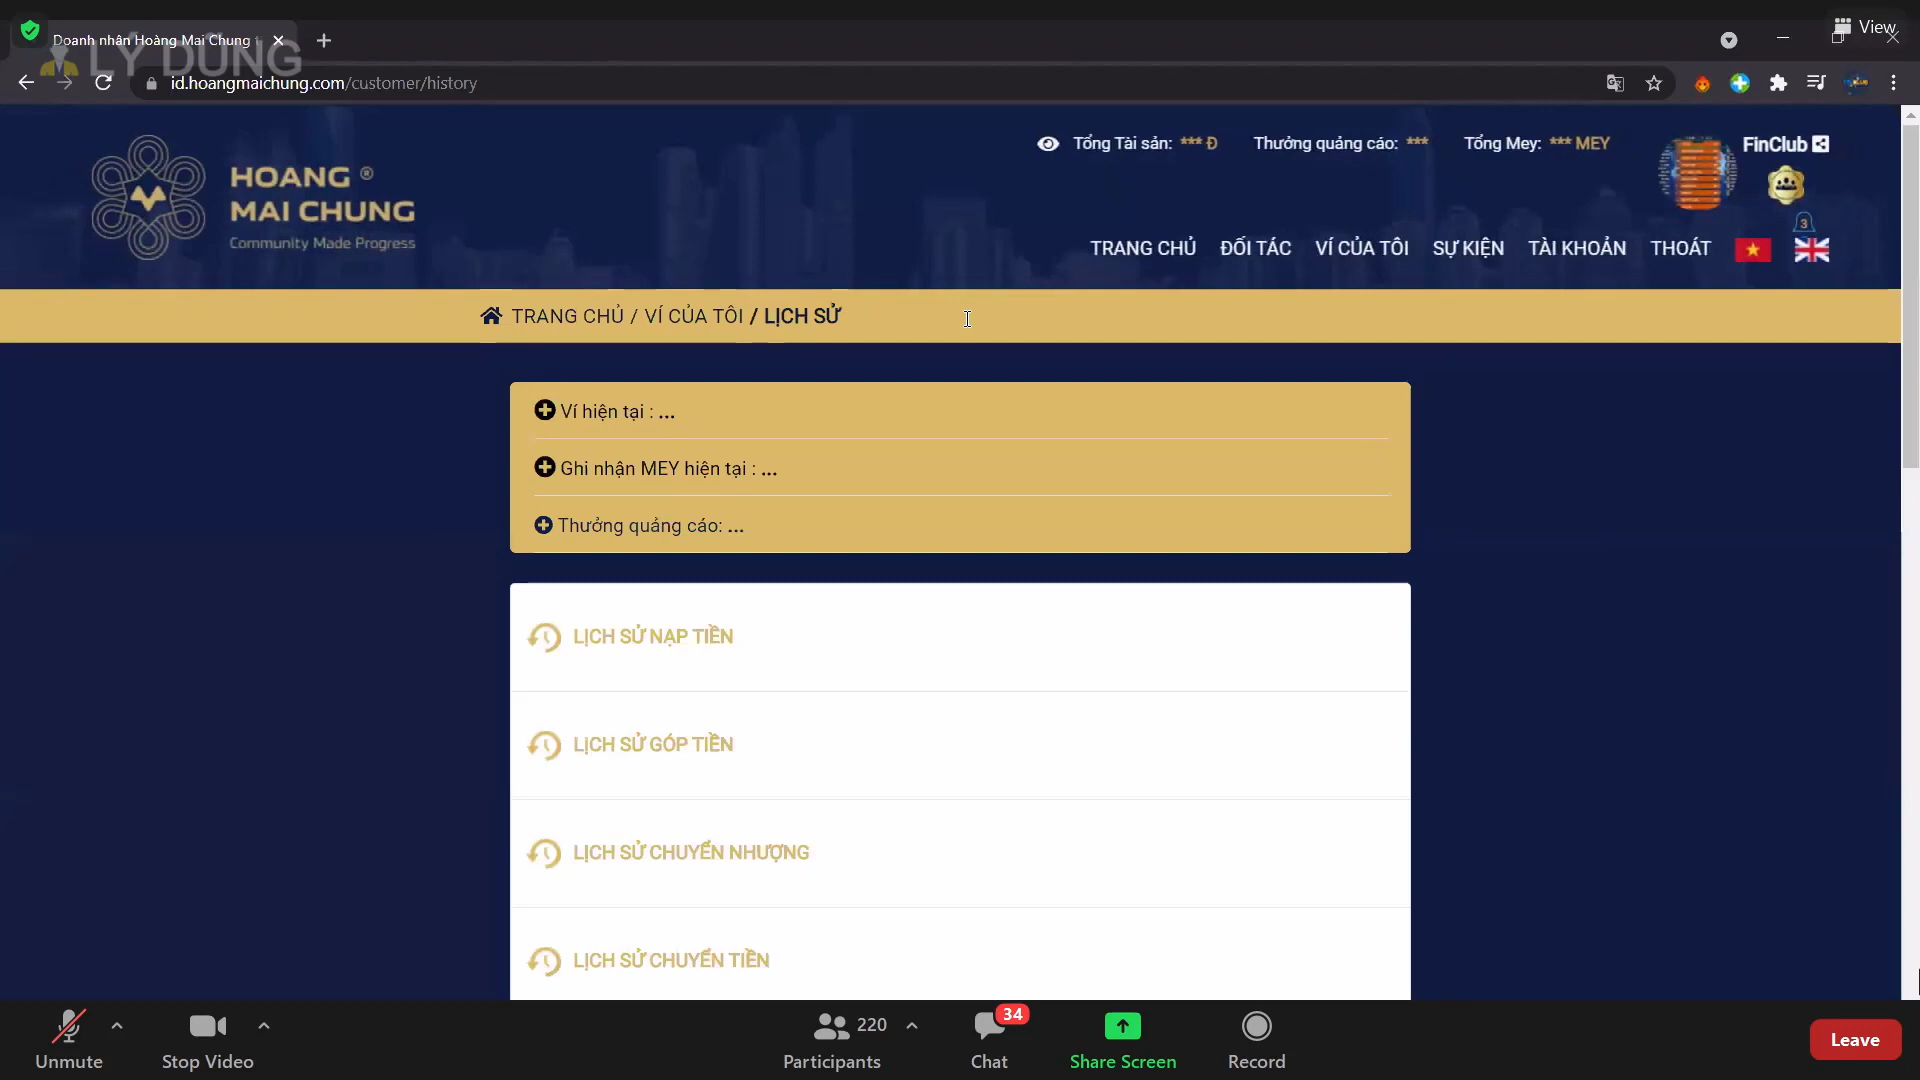 View
Doanh nhân Hoàng Mai Chung
LÝ DŨNG
id.hoangmaichung.com/customer/history
HOANG ®
MAI CHUNG
Community Made Progress
Tổng Tài sản: *** Đ
Thưởng quảng cáo: ***
Tổng Mey: *** MEY
FinClub
3
TRANG CHỦ ĐỐI TÁC VÍ CỦA TÔI SỰ KIỆN TÀI KHOẢN THOÁT
TRANG CHỦ / VÍ CỦA TÔI / LỊCH SỬ
Ví hiện tại : ...
Ghi nhận MEY hiện tại : ...
Thưởng quảng cáo: ...
LỊCH SỬ NẠP TIỀN
LỊCH SỬ GÓP TIỀN
LỊCH SỬ CHUYỂN NHƯỢNG
LỊCH SỬ CHUYỂN TIỀN
Unmute
Stop Video
220
Participants
34
Chat
Share Screen
Record
Leave